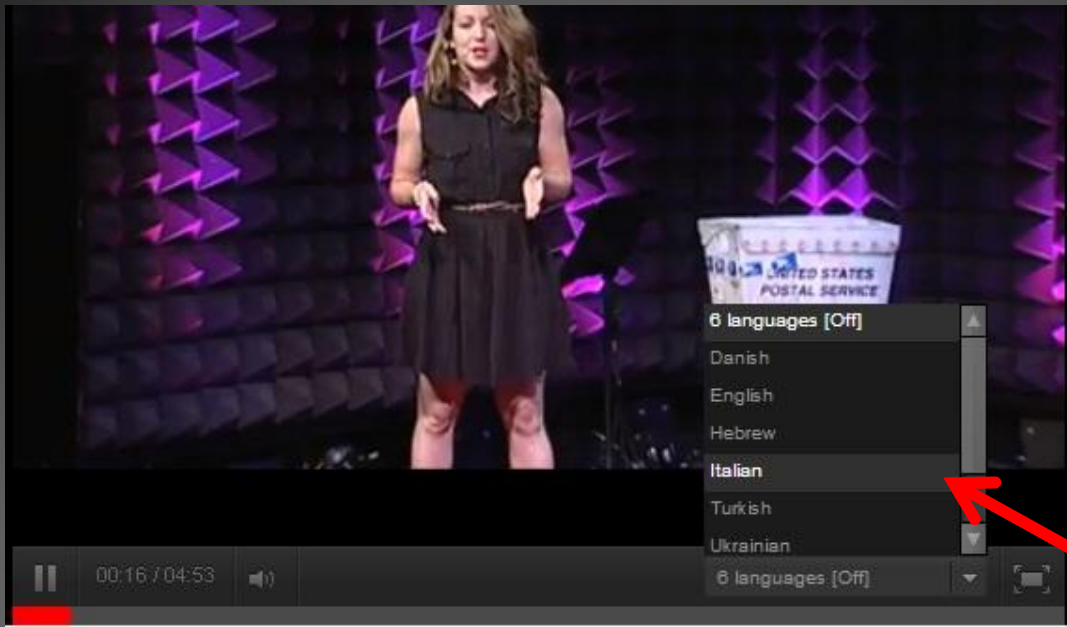 UNITED STATES
POSTAL SERVICE
6 languages [Off]
Danish
English
Hebrew
Italian
Turkish
Ukrainian
00:16 / 04:53
6 languages [Off]